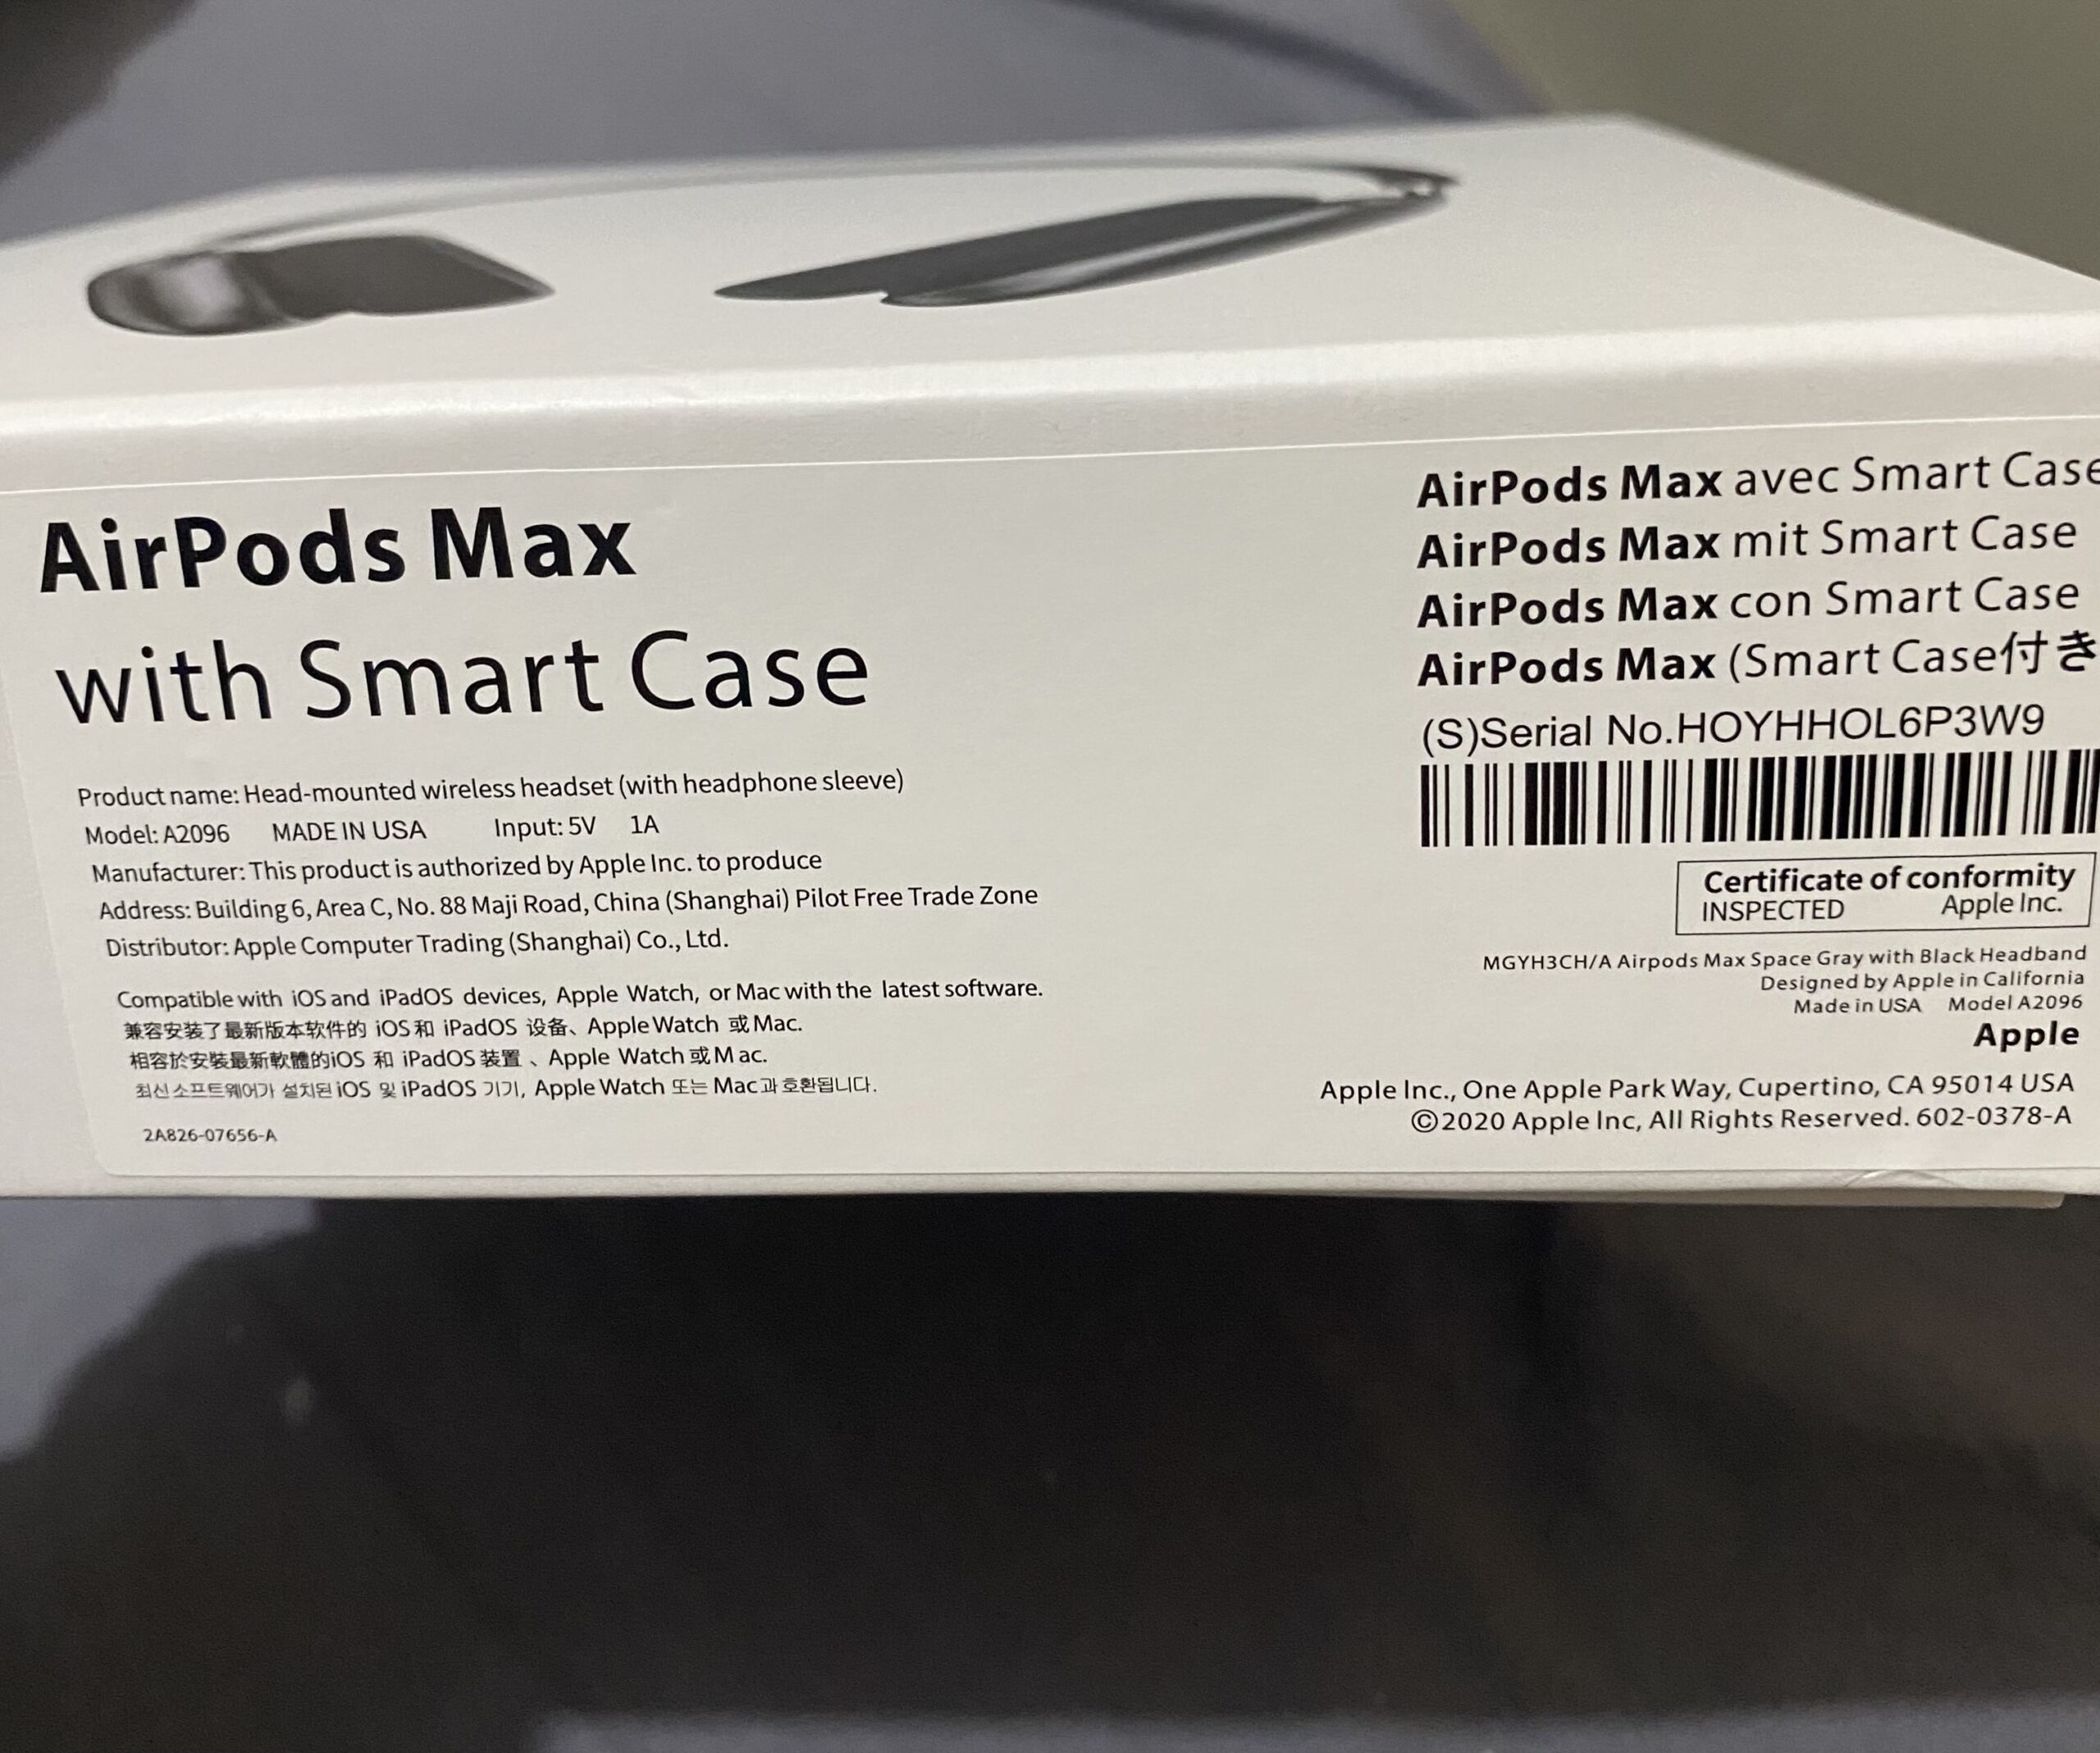 AirPods Max
with Smart Case
Product name: Head-mounted wireless headset (with headphone sleeve)
Model: A2096 MADE IN USA Input: 5V 1A
Manufacturer: This product is authorized by Apple Inc. to produce
Address: Building 6, Area C, No. 88 Maji Road, China (Shanghai) Pilot Free Trade Zone
Distributor: Apple Computer Trading (Shanghai) Co., Ltd.
Compatible with iOS and iPadOS devices, Apple Watch, or Mac with the latest software.
兼容安装了最新版本软件的 iOS 和 iPadOS 设备、Apple Watch 或 Mac.
相容於安裝最新軟體的iOS 和 iPadOS 装置 、Apple Watch 或 M ac.
최신 소프트웨어가 설치된 iOS 및 iPadOS 기기, Apple Watch 또는 Mac과 호환됩니다.
2A826-07656-A
AirPods Max avec Smart Case
AirPods Max mit Smart Case
AirPods Max con Smart Case
AirPods Max (Smart Case付き
(S)Serial No.HOYHHOL6P3W9
Certificate of conformity
INSPECTED Apple Inc.
MGYH3CH/A Airpods Max Space Gray with Black Headband
Designed by Apple in California
Made in USA Model A2096
Apple
Apple Inc., One Apple Park Way, Cupertino, CA 95014 USA
©2020 Apple Inc, All Rights Reserved. 602-0378-A